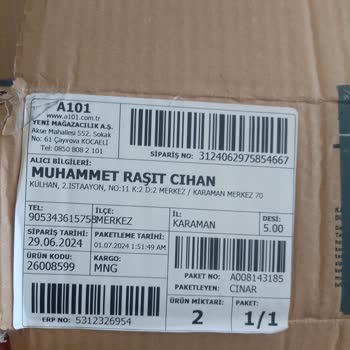 A101
www.a101.com.tr
YENİ MAĞAZACILIK A.Ş.
Akse Mahallesi 552. Sokak
No: 61 Çayırova KOCAELİ
Tel: 0850 808 2 101
SİPARİŞ NO: 3124062975854667
ALICI BİLGİLERİ:
MUHAMMET RAŞIT CIHAN
KÜLHAN, 2.İSTAAYON, NO:11 K:2 D:2 MERKEZ / KARAMAN MERKEZ 70
TEL: İLÇE: İL: DESİ:
905343615758MERKEZ KARAMAN 5.00
SİPARİŞ TARİHİ: PAKETLEME TARİHİ:
29.06.2024 01.07.2024 1:51:49 AM
ÜRÜN KODU: KARGO:
26008599 MNG
PAKET NO: A008143185
PAKETLEYEN: CINAR
ÜRÜN MİKTARI: PAKET:
2 1/1
ERP NO: 5312326954